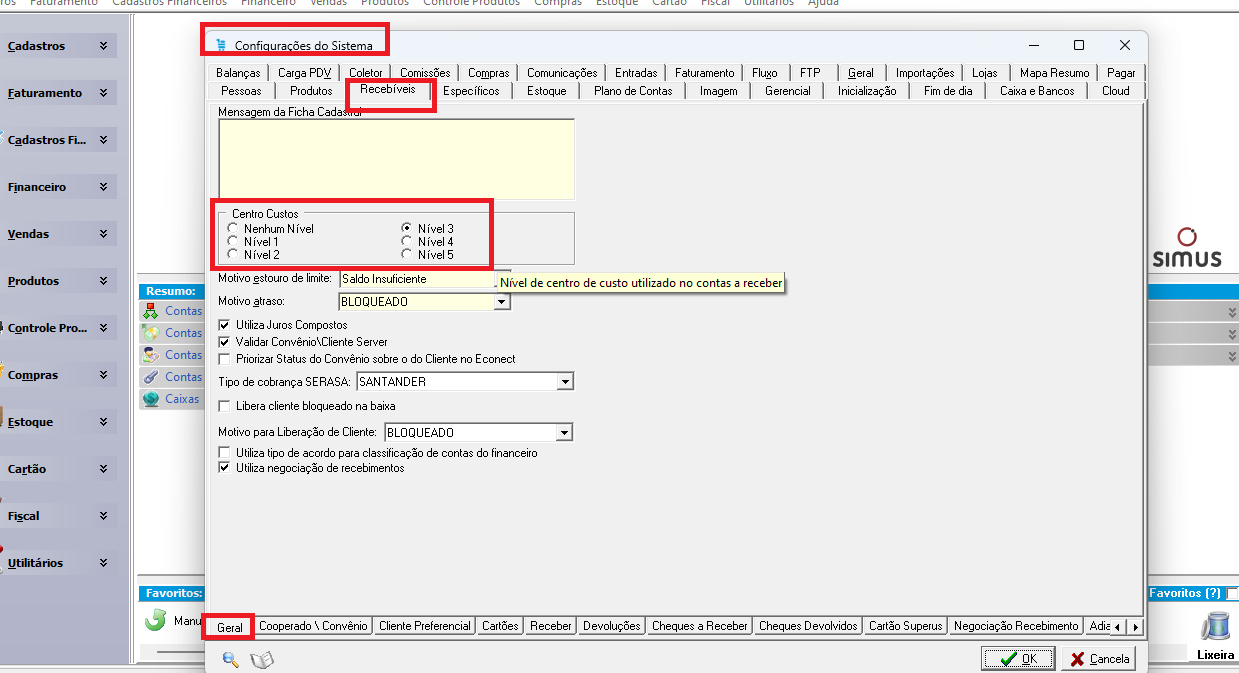 Faturamento Cadastros Financeiros Financeiro Vendas Produtos Controle Produtos Compras Estoque Cartão Fiscal Utilitários Ajuda
Cadastros
Faturamento
Cadastros Fi...
Financeiro
Vendas
Produtos
Controle Pro...
Compras
Estoque
Cartão
Fiscal
Utilitários
Resumo:
Contas
Contas
Contas
Contas
Caixas
Favoritos:
Manu
Configurações do Sistema
Balanças Carga PDV Coletor Comissões Compras Comunicações Entradas Faturamento Fluxo FTP Geral Importações Lojas Mapa Resumo Pagar
Pessoas Produtos Recebíveis Específicos Estoque Plano de Contas Imagem Gerencial Inicialização Fim de dia Caixa e Bancos Cloud
Mensagem da Ficha Cadastral
Centro Custos
Nenhum Nível Nível 3
Nível 1 Nível 4
Nível 2 Nível 5
Motivo estouro de limite: Saldo Insuficiente
Nível de centro de custo utilizado no contas a receber
Motivo atraso: BLOQUEADO
Utiliza Juros Compostos
Validar Convênio\Cliente Server
Priorizar Status do Convênio sobre o do Cliente no Econect
Tipo de cobrança SERASA: SANTANDER
Libera cliente bloqueado na baixa
Motivo para Liberação de Cliente: BLOQUEADO
Utiliza tipo de acordo para classificação de contas do financeiro
Utiliza negociação de recebimentos
Geral Cooperado \ Convênio Cliente Preferencial Cartões Receber Devoluções Cheques a Receber Cheques Devolvidos Cartão Superus Negociação Recebimento Adia
OK Cancela
SIMUS
Favoritos (?)
Lixeira